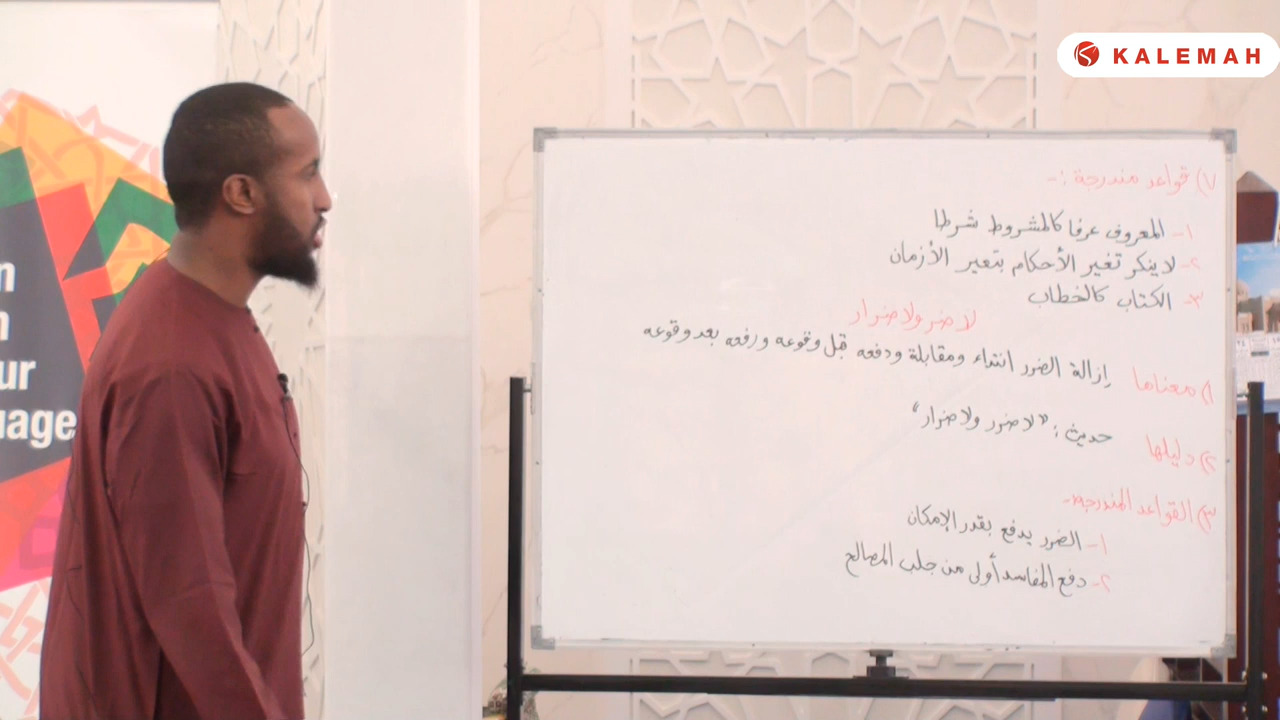 KALEMAH
٧) قواعد مندرجة :-
١- المعروف عرفا كالمشروط شرطا
٢- لا ينكر تغير الأحكام بتغير الأزمان
٣- الكتاب كالخطاب
لا ضرر ولا ضرار
١) معناها إزالة الضرر ابتداء ومقابلة ودفعه قبل وقوعه ورفعه بعد وقوعه
٢) دليلها حديث: "لا ضرر ولا ضرار"
٣) القواعد المندرجة:-
١- الضرر يدفع بقدر الإمكان
٢- دفع المفاسد أولى من جلب المصالح